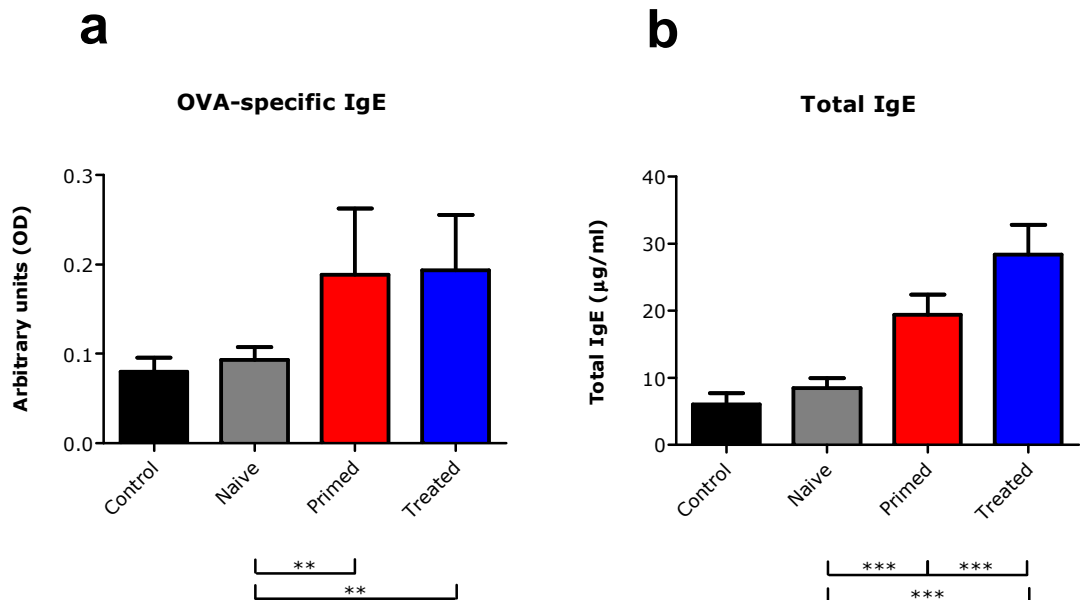 a
OVA-specific IgE
Arbitrary units (OD)
0.3
0.2
0.1
0.0
Control
Naive
Primed
Treated
**
**
b
Total IgE
Total IgE (µg/ml)
40
30
20
10
0
Control
Naive
Primed
Treated
*** ***
***